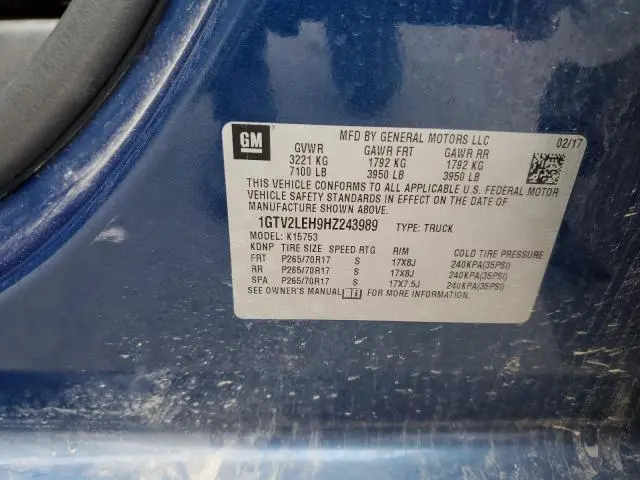 GM
MFD BY GENERAL MOTORS LLC 02/17
GVWR GAWR FRT GAWR RR
3221 KG 1792 KG 1792 KG
7100 LB 3950 LB 3950 LB
THIS VEHICLE CONFORMS TO ALL APPLICABLE U.S. FEDERAL MOTOR
VEHICLE SAFETY STANDARDS IN EFFECT ON THE DATE OF
MANUFACTURE SHOWN ABOVE.
1GTV2LEH9HZ243989 TYPE: TRUCK
MODEL: K15753
KDNP TIRE SIZE SPEED RTG RIM COLD TIRE PRESSURE
FRT P265/70R17 S 17X8J 240KPA(35PSI)
RR P265/70R17 S 17X8J 240KPA(35PSI)
SPA P265/70R17 S 17X7.5J 240KPA(35PSI)
SEE OWNER'S MANUAL FOR MORE INFORMATION.